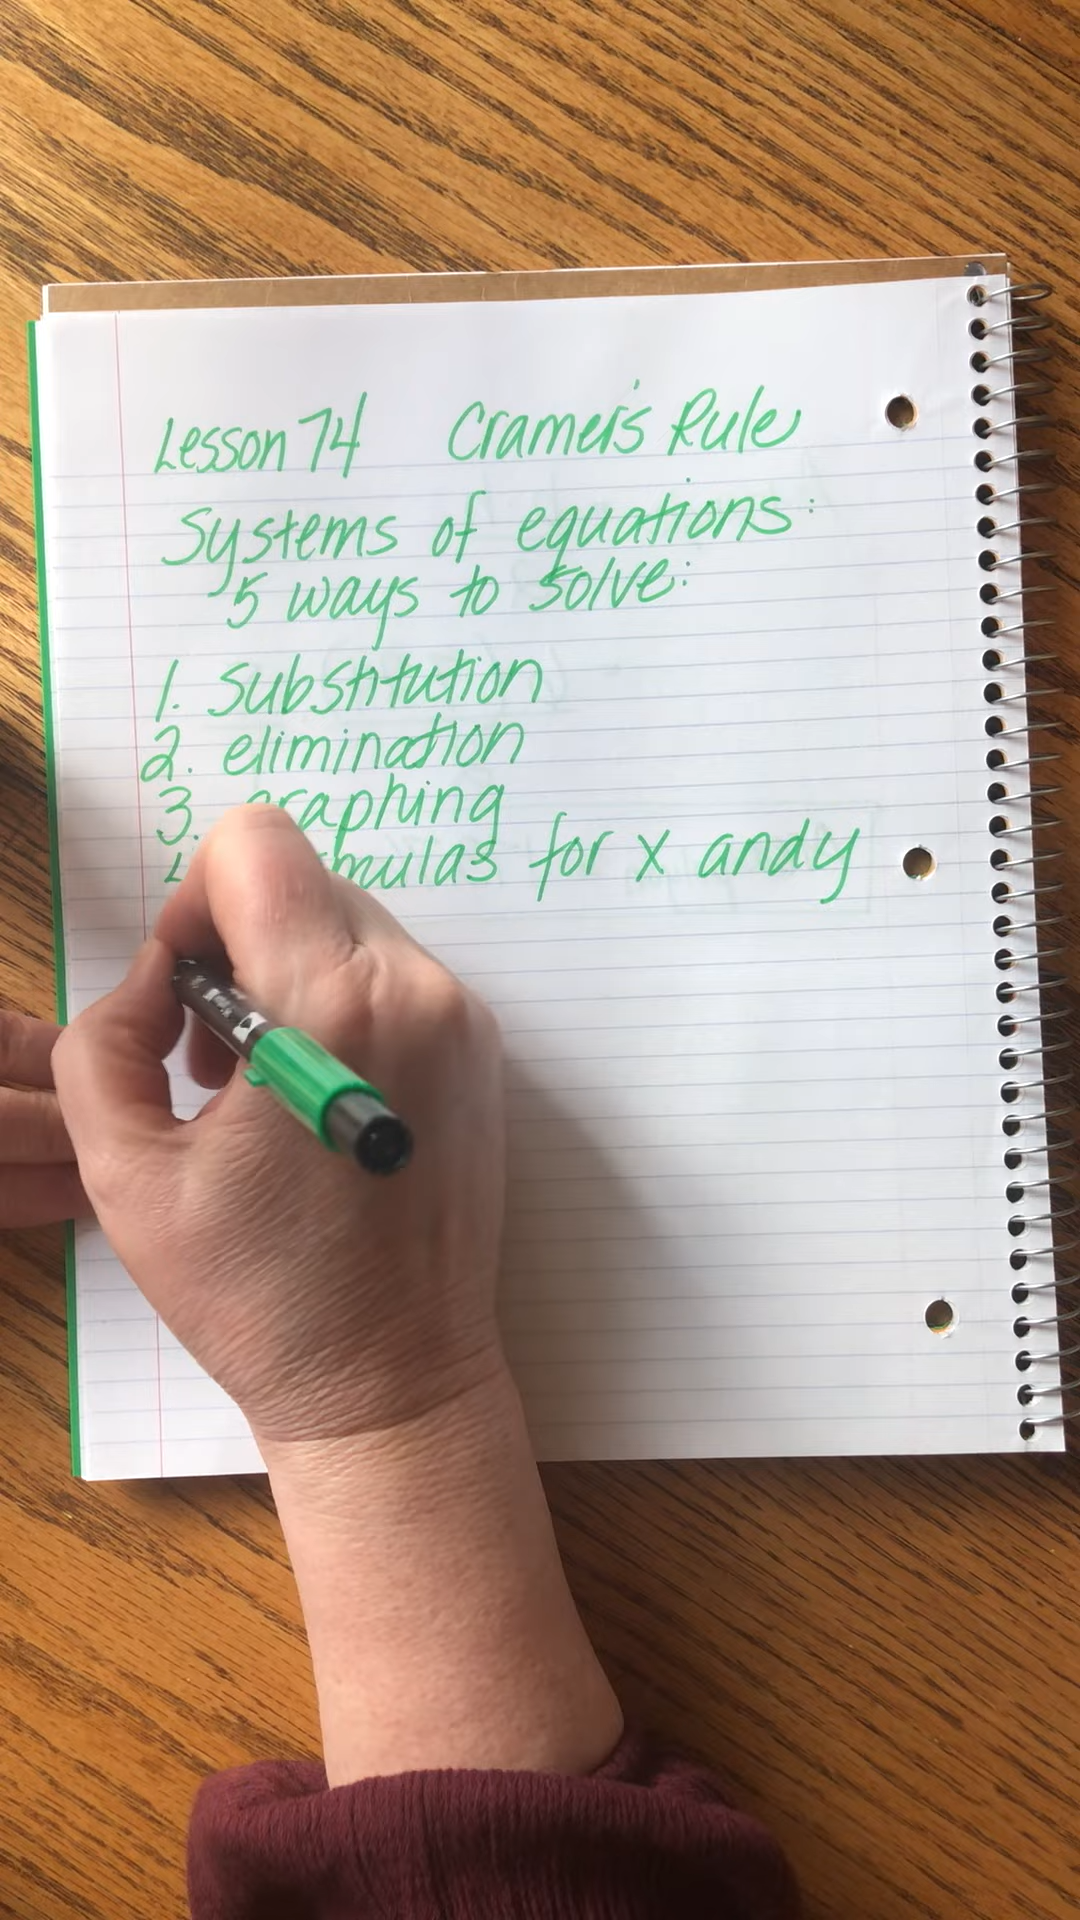 Lesson 74 Cramer's Rule
Systems of equations:
5 ways to solve:
1. substitution
2. elimination
3. graphing
for x and y